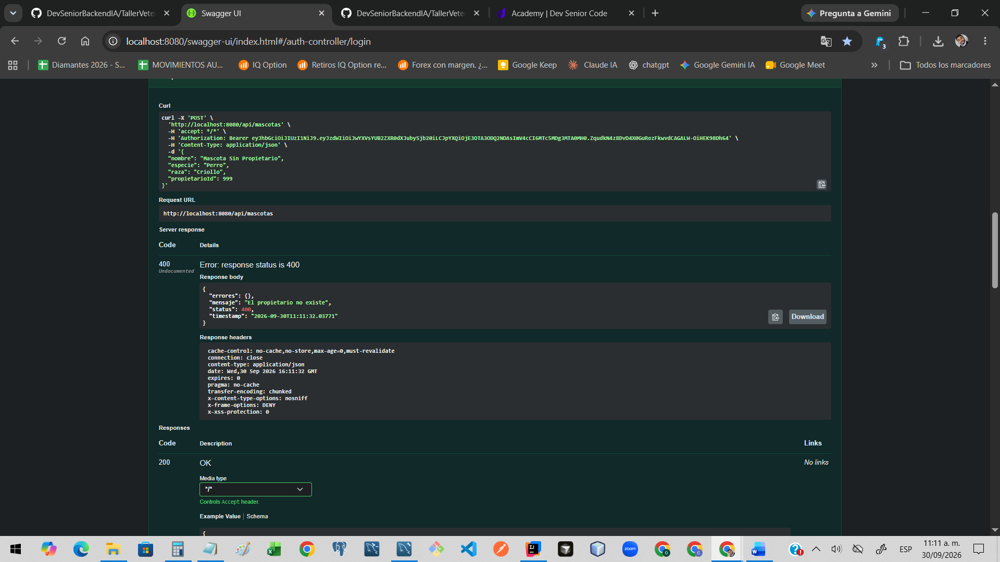 DevSeniorBackendIA/TallerVeter
Swagger UI
DevSeniorBackendIA/TallerVete
Academy | Dev Senior Code
Pregunta a Gemini
localhost:8080/swagger-ui/index.html#/auth-controller/login
3
Diamantes 2026 - S...
MOVIMIENTOS AU...
IQ Option
Retiros IQ Option re...
Forex con margen. ¿...
Google Keep
Claude IA
chatgpt
Google Gemini IA
Google Meet
»
Todos los marcadores
Curl
curl -X 'POST' \
'http://localhost:8080/api/mascotas' \
-H 'accept: */*' \
-H 'Authorization: Bearer eyJhbGciOiJIUzI1NiJ9.eyJzdWIiOiJwYXVsYUB2ZXR0dXJuby5jb20iLCJpYXQiOjE3OTA3ODQ2NDAsImV4cCI6MTc5MDg3MTA0MH0.ZqudkN4z8DvD4X0GuRozFkwvdCAGALW-OiHEK98Dh64' \
-H 'Content-Type: application/json' \
-d '{
"nombre": "Mascota Sin Propietario",
"especie": "Perro",
"raza": "Criollo",
"propietarioId": 999
}'
Request URL
http://localhost:8080/api/mascotas
Server response
Code Details
400 Error: response status is 400
Undocumented
Response body
{
"errores": {},
"mensaje": "El propietario no existe",
"status": 400,
"timestamp": "2026-09-30T11:11:32.03771"
}
Download
Response headers
cache-control: no-cache,no-store,max-age=0,must-revalidate
connection: close
content-type: application/json
date: Wed,30 Sep 2026 16:11:32 GMT
expires: 0
pragma: no-cache
transfer-encoding: chunked
x-content-type-options: nosniff
x-frame-options: DENY
x-xss-protection: 0
Responses
Code Description Links
200 OK No links
Media type
*/*
Controls Accept header.
Example Value | Schema
{
zoom
ESP
11:11 a. m.
30/09/2026